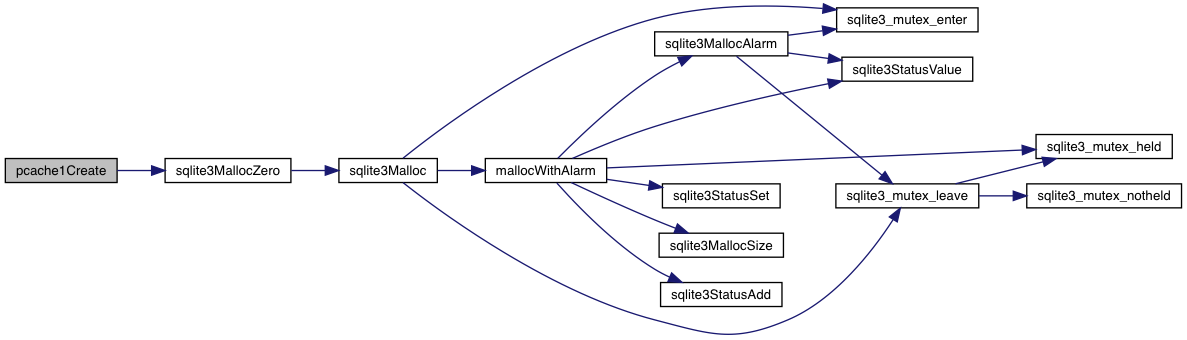 pcache1Create
sqlite3MallocZero
sqlite3Malloc
mallocWithAlarm
sqlite3MallocAlarm
sqlite3StatusSet
sqlite3MallocSize
sqlite3StatusAdd
sqlite3_mutex_enter
sqlite3StatusValue
sqlite3_mutex_leave
sqlite3_mutex_held
sqlite3_mutex_notheld